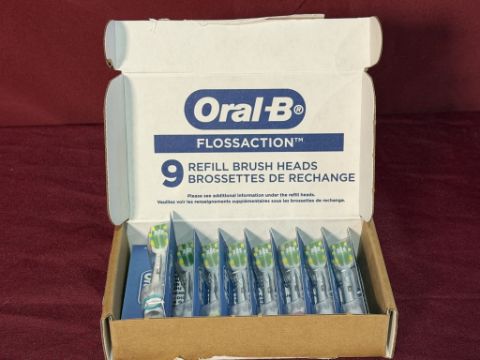 Oral-B®
FLOSSACTION™
9 REFILL BRUSH HEADS
BROSSETTES DE RECHANGE
Please see additional information under the refill heads.
Veuillez voir les renseignements supplémentaires sous les brossettes de rechange.